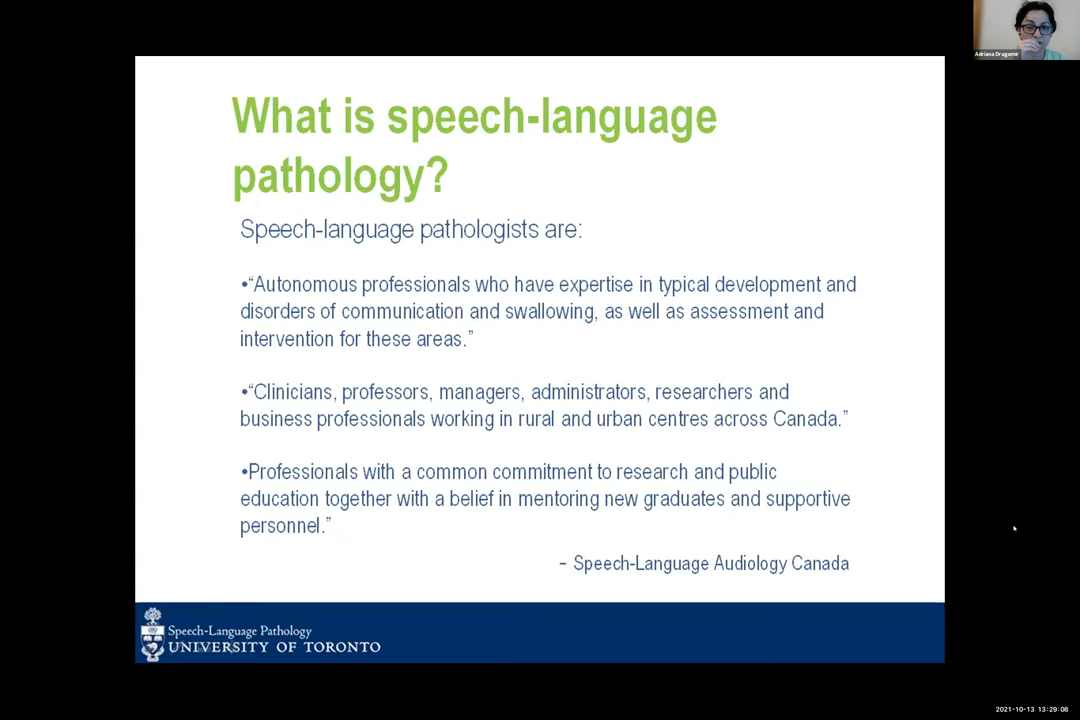 Adriana Dragomir
What is speech-language
pathology?
Speech-language pathologists are:
•“Autonomous professionals who have expertise in typical development and
disorders of communication and swallowing, as well as assessment and
intervention for these areas.”
•“Clinicians, professors, managers, administrators, researchers and
business professionals working in rural and urban centres across Canada.”
•Professionals with a common commitment to research and public
education together with a belief in mentoring new graduates and supportive
personnel.”
- Speech-Language Audiology Canada
Speech-Language Pathology
UNIVERSITY OF TORONTO
2021-10-13 13:29:08